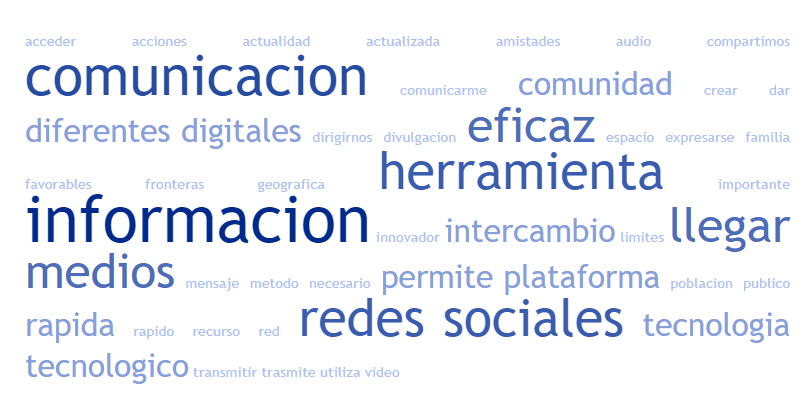 acceder acciones actualidad actualizada amistades audio compartimos
comunicacion comunicarme comunidad crear dar
diferentes digitales dirigirnos divulgacion eficaz espacio expresarse familia
favorables fronteras geografica herramienta importante
informacion innovador intercambio limites llegar
medios mensaje metodo necesario permite plataforma poblacion publico
rapida rapido recurso red redes sociales tecnologia
tecnologico transmitir trasmite utiliza video